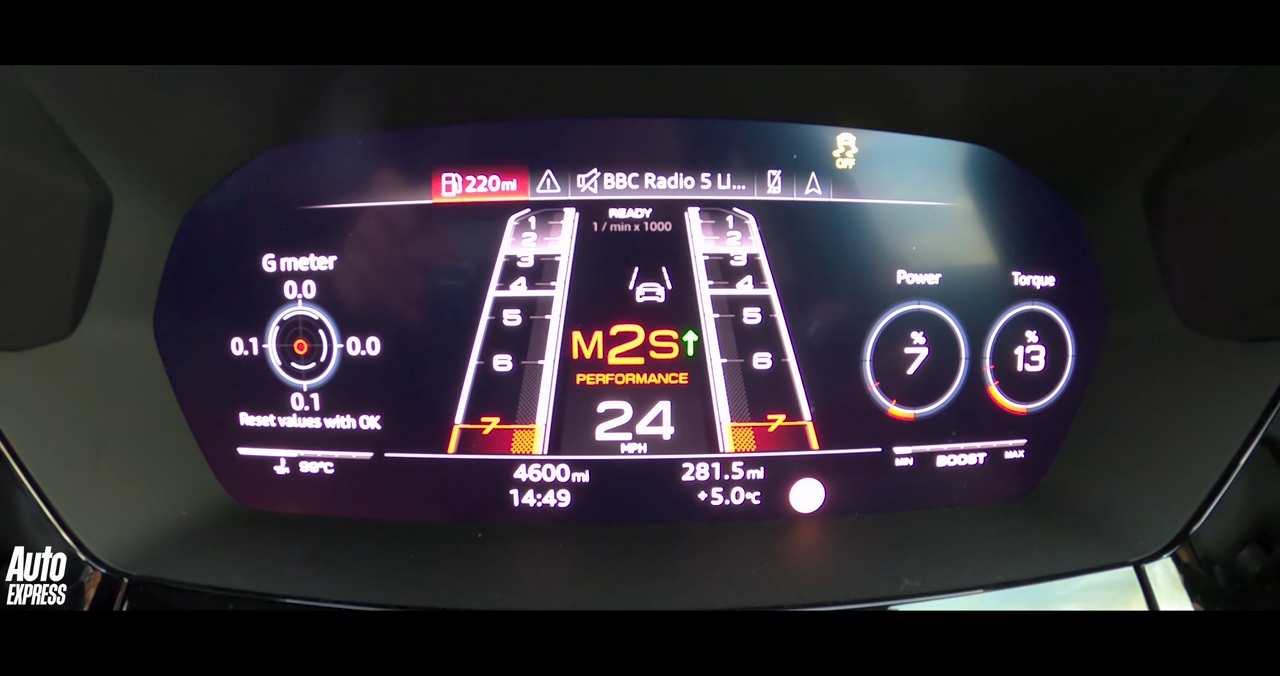 OFF
220mi BBC Radio 5 Li...
READY
1 / min x 1000
1 1
2 2
3 3
4 4
5 5
6 6
7 7
G meter
0.0
0.1 0.0
0.1
Reset values with OK
M2S↑
PERFORMANCE
24
MPH
Power Torque
% %
7 13
99°C
MIN BOOST MAX
4600mi 281.5mi
14:49 +5.0°C
Auto
EXPRESS